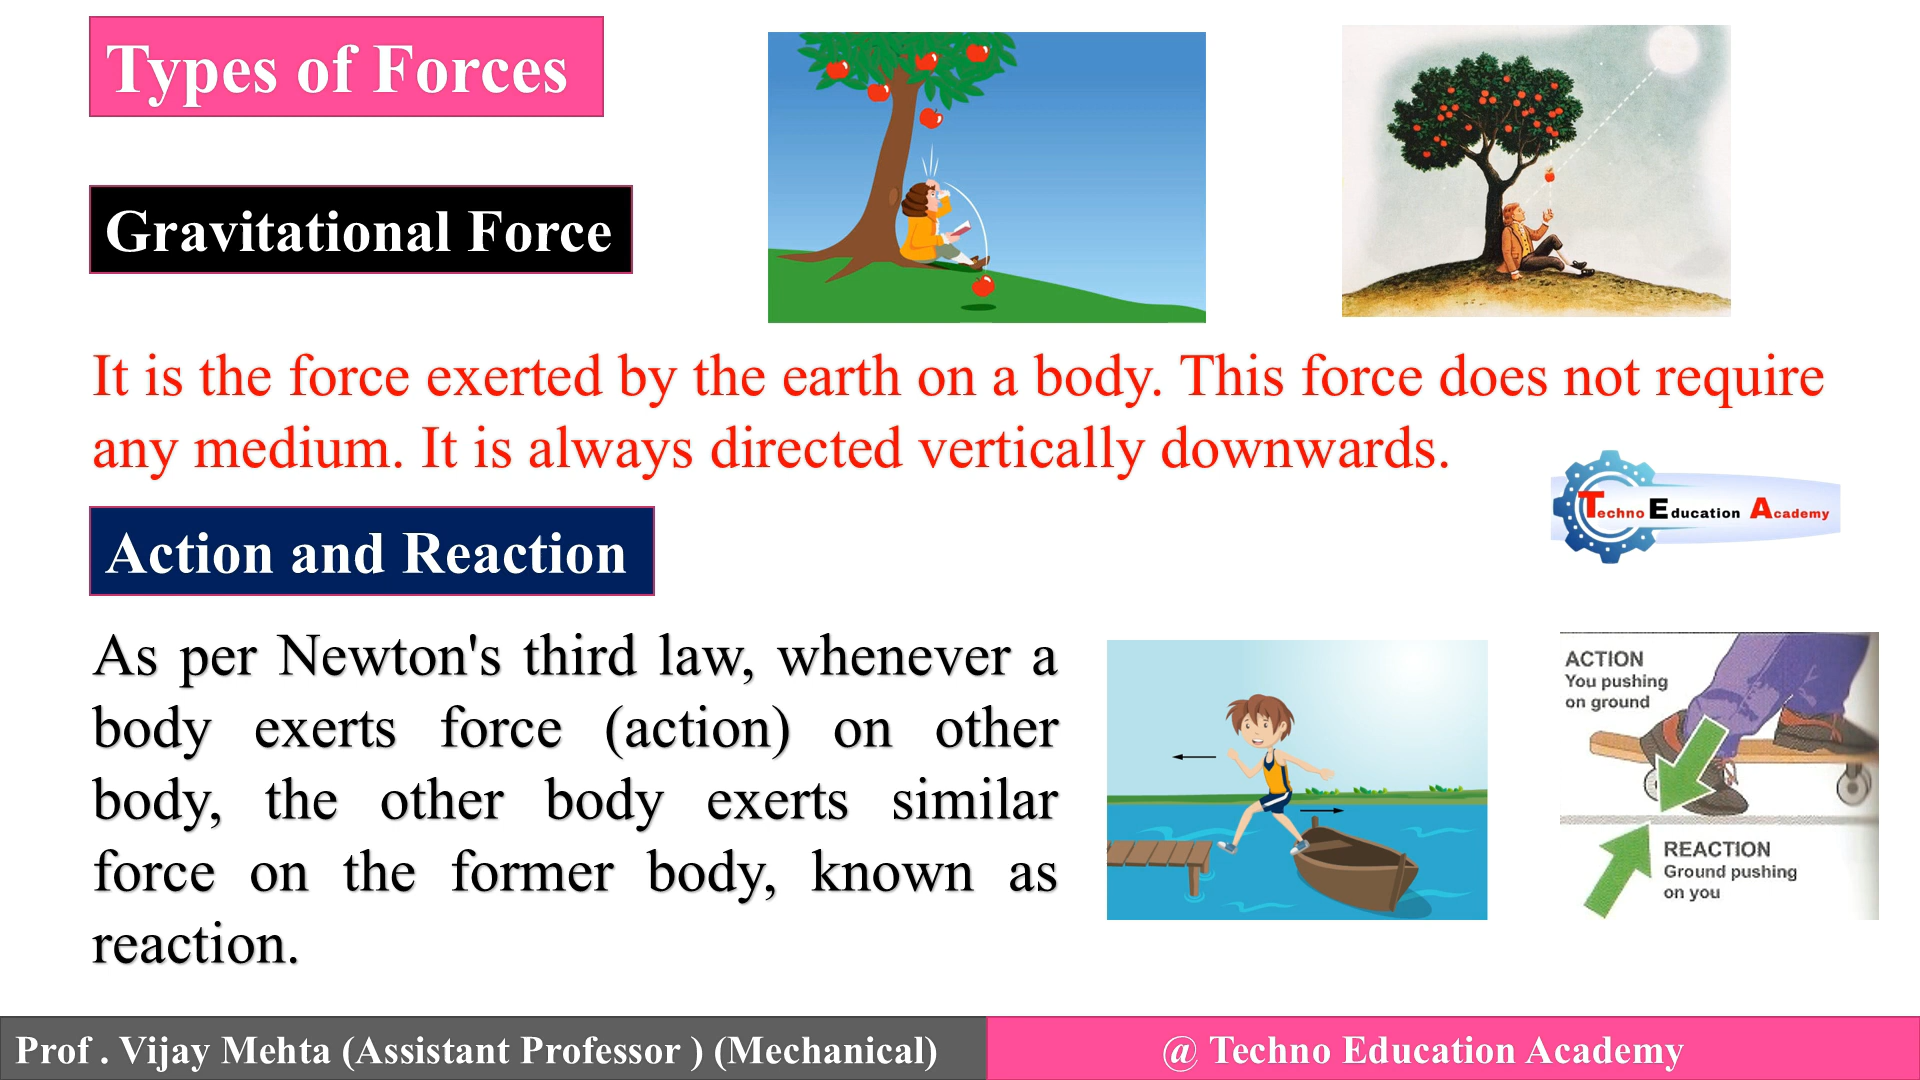 Types of Forces
Gravitational Force
It is the force exerted by the earth on a body. This force does not require
any medium. It is always directed vertically downwards.
Techno Education Academy
Action and Reaction
As per Newton's third law, whenever a
body exerts force (action) on other
body, the other body exerts similar
force on the former body, known as
reaction.
ACTION
You pushing
on ground
REACTION
Ground pushing
on you
Prof . Vijay Mehta (Assistant Professor ) (Mechanical)
@ Techno Education Academy